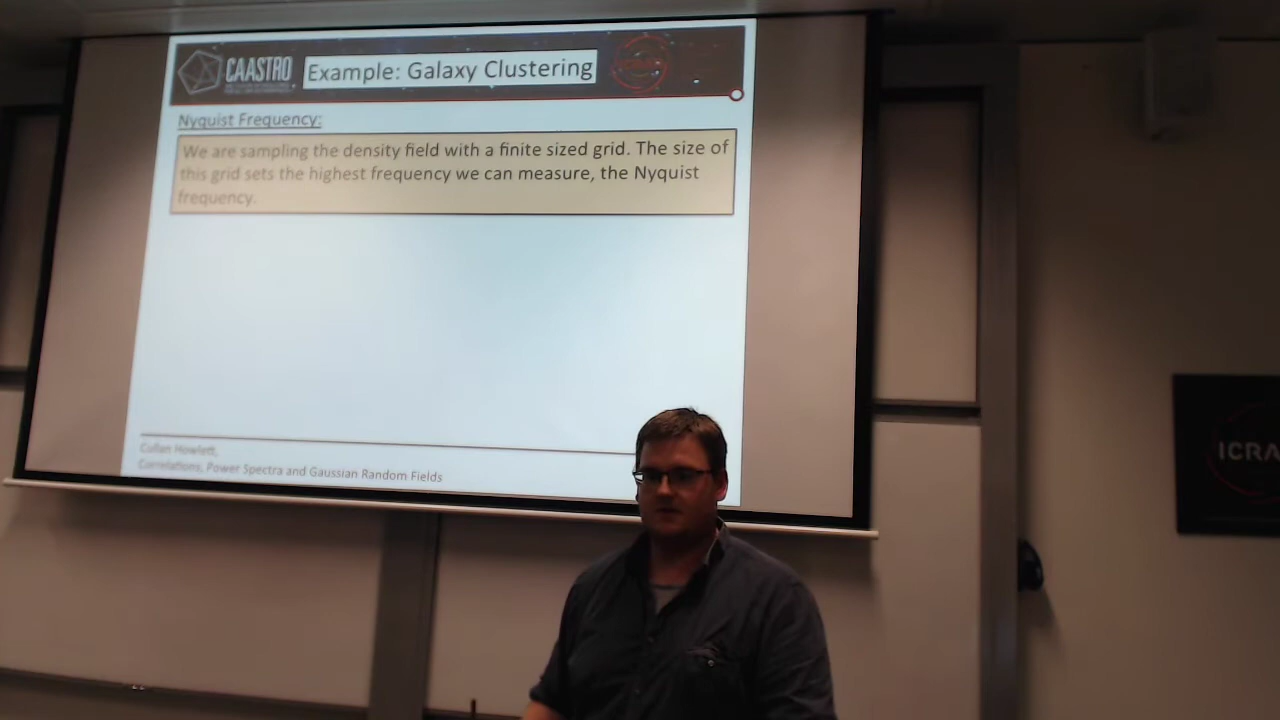 CAASTRO
Example: Galaxy Clustering
Nyquist Frequency:
We are sampling the density field with a finite sized grid. The size of
this grid sets the highest frequency we can measure, the Nyquist
frequency.
Cullan Howlett,
Correlations, Power Spectra and Gaussian Random Fields
ICRA